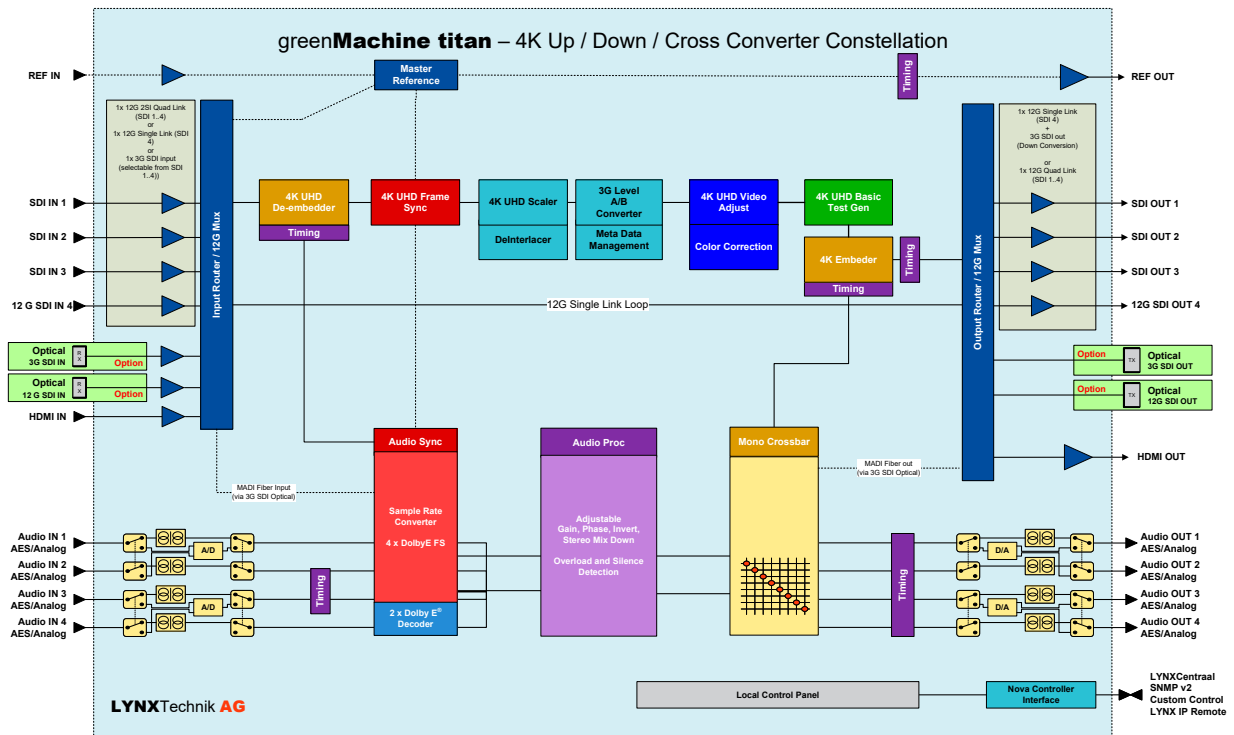 greenMachine titan – 4K Up / Down / Cross Converter Constellation
REF IN
Master
Reference
Timing
REF OUT
1x 12G 2SI Quad Link
(SDI 1..4)
or
1x 12G Single Link (SDI
4)
or
1x 3G SDI input
(selectable from SDI
1..4))
Input Router / 12G Mux
SDI IN 1
SDI IN 2
SDI IN 3
12 G SDI IN 4
4K UHD
De-embedder
Timing
4K UHD Frame
Sync
4K UHD Scaler
DeInterlacer
3G Level
A/B
Converter
Meta Data
Management
4K UHD Video
Adjust
Color Correction
4K UHD Basic
Test Gen
4K Embeder
Timing
Timing
Output Router / 12G Mux
1x 12G Single Link
(SDI 4)
+
3G SDI out
(Down Conversion)
or
1x 12G Quad Link
(SDI 1..4)
SDI OUT 1
SDI OUT 2
SDI OUT 3
12G SDI OUT 4
12G Single Link Loop
Optical
3G SDI IN
Option
R
X
Optical
12 G SDI IN
Option
R
X
HDMI IN
Option
TX
Optical
3G SDI OUT
Option
TX
Optical
12G SDI OUT
HDMI OUT
MADI Fiber Input
(via 3G SDI Optical)
Audio Sync
Sample Rate
Converter
4 x DolbyE FS
2 x Dolby E®
Decoder
Audio Proc
Adjustable
Gain, Phase, Invert,
Stereo Mix Down
Overload and Silence
Detection
Mono Crossbar
MADI Fiber out
(via 3G SDI Optical)
Audio IN 1
AES/Analog
Audio IN 2
AES/Analog
Audio IN 3
AES/Analog
Audio IN 4
AES/Analog
A/D
A/D
Timing
Timing
D/A
D/A
Audio OUT 1
AES/Analog
Audio OUT 2
AES/Analog
Audio OUT 3
AES/Analog
Audio OUT 4
AES/Analog
LYNXTechnik AG
Local Control Panel
Nova Controller
Interface
LYNXCentraal
SNMP v2
Custom Control
LYNX IP Remote